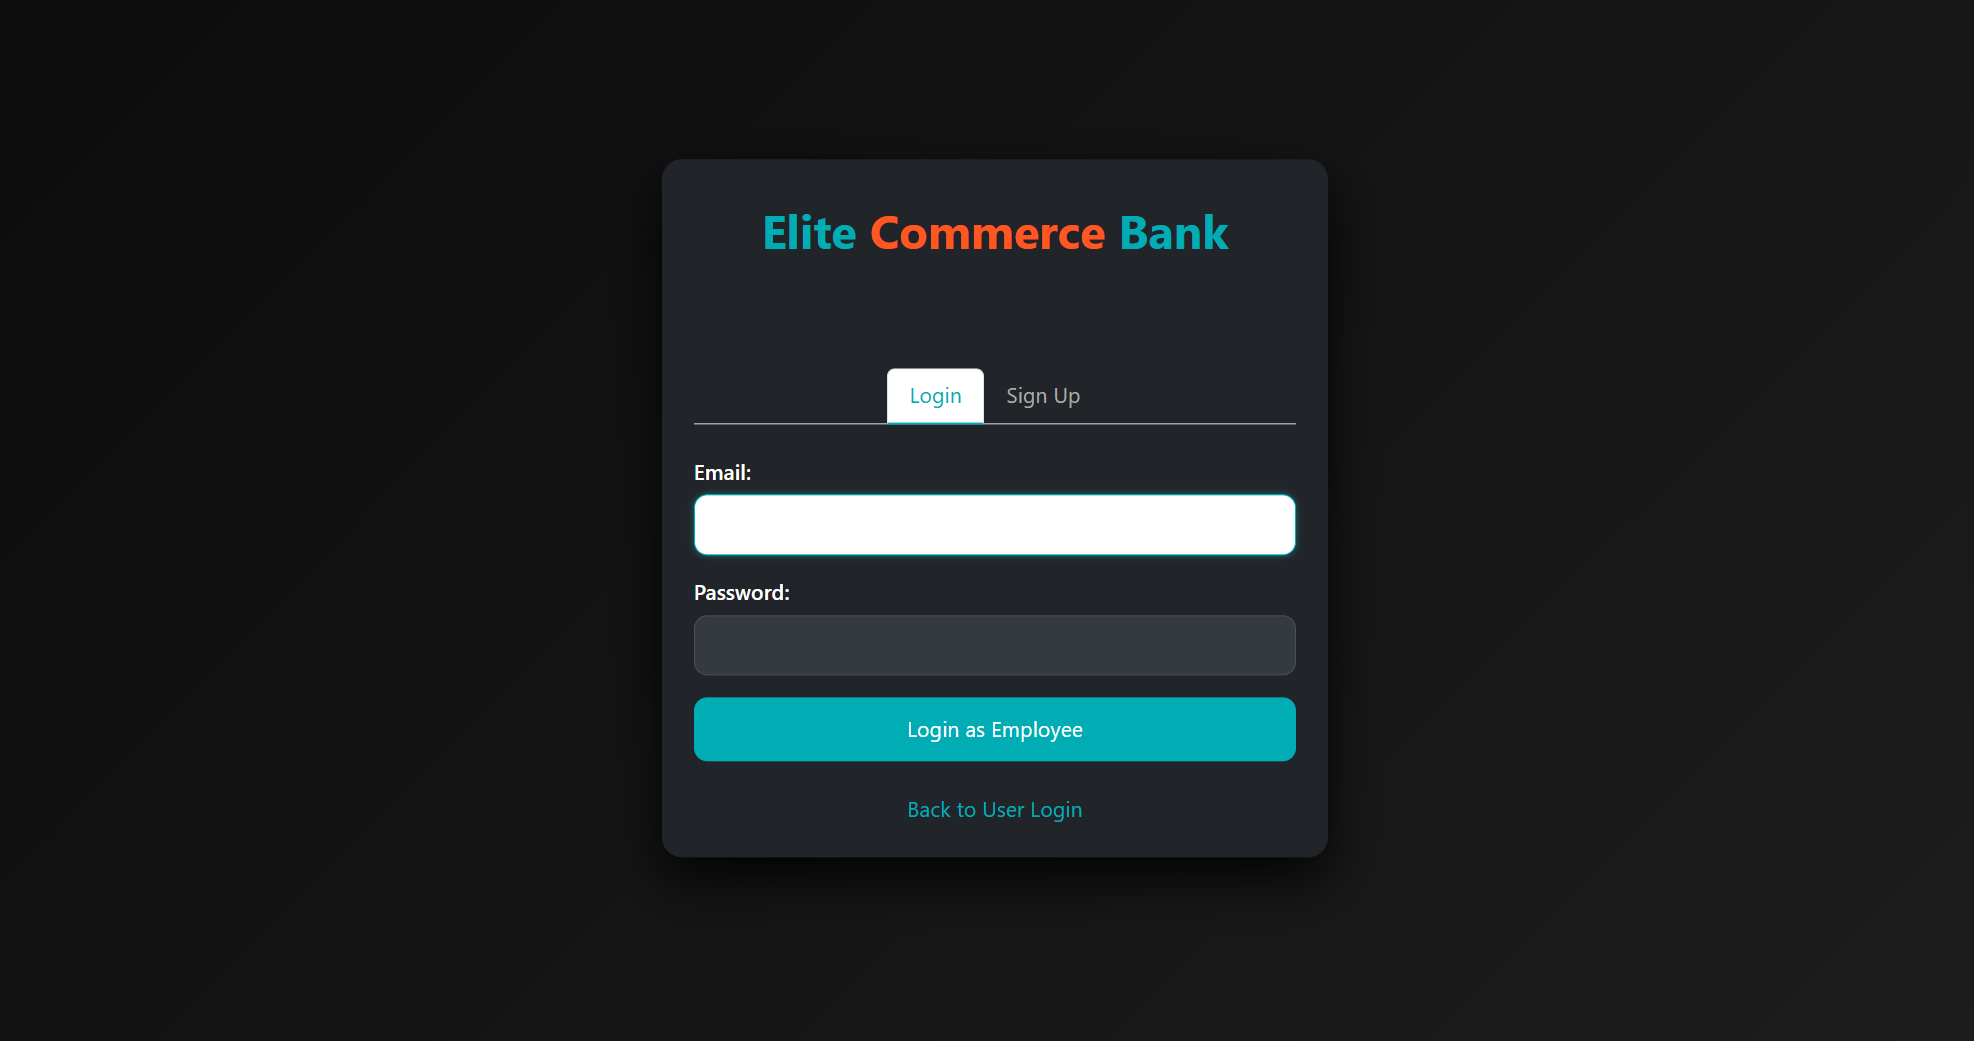 Elite Commerce Bank
Login Sign Up
Email:
Password:
Login as Employee
Back to User Login